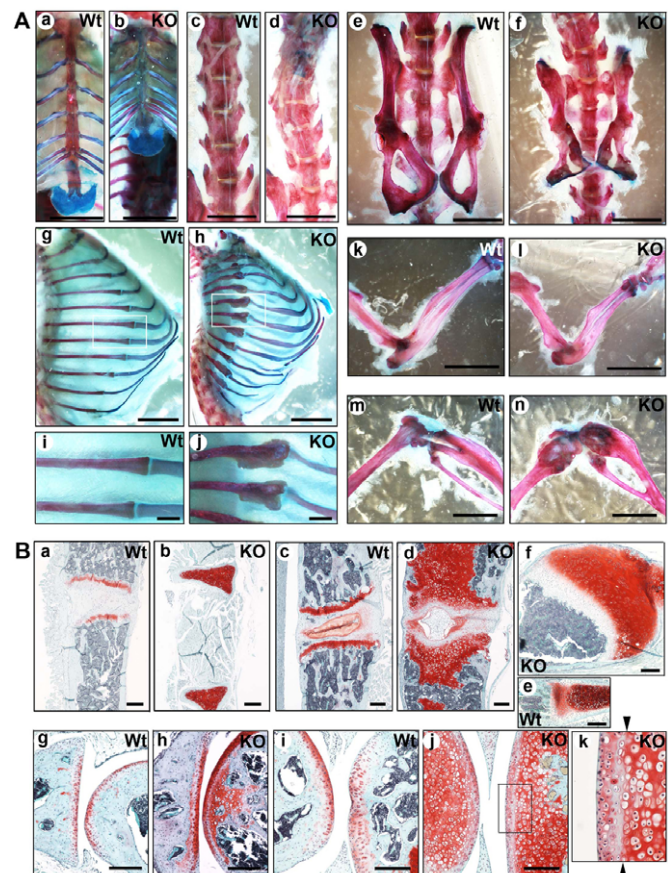 A a Wt b KO c Wt d KO e Wt f KO
g Wt h KO k Wt l KO
i Wt j KO m Wt n KO
B a Wt b KO c Wt d KO f KO
e Wt
g Wt h KO i Wt j KO k KO